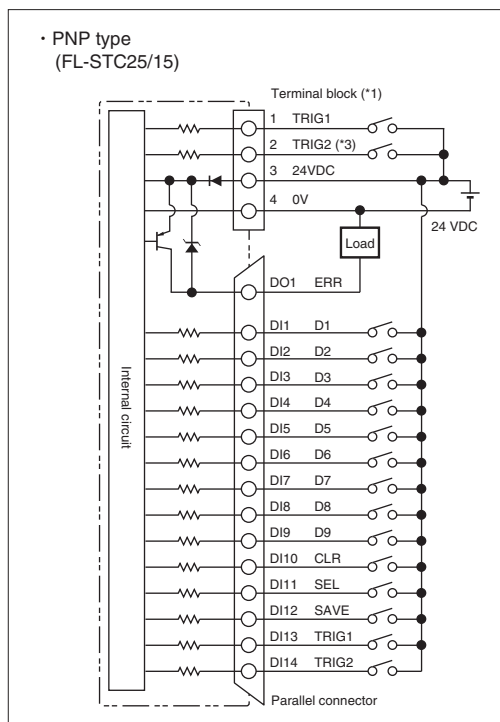 ・PNP type
(FL-STC25/15)
Terminal block (*1)
1 TRIG1
2 TRIG2 (*3)
3 24VDC
4 0V
24 VDC
Load
DO1 ERR
DI1 D1
DI2 D2
DI3 D3
DI4 D4
DI5 D5
DI6 D6
DI7 D7
DI8 D8
DI9 D9
DI10 CLR
DI11 SEL
DI12 SAVE
DI13 TRIG1
DI14 TRIG2
Internal circuit
Parallel connector